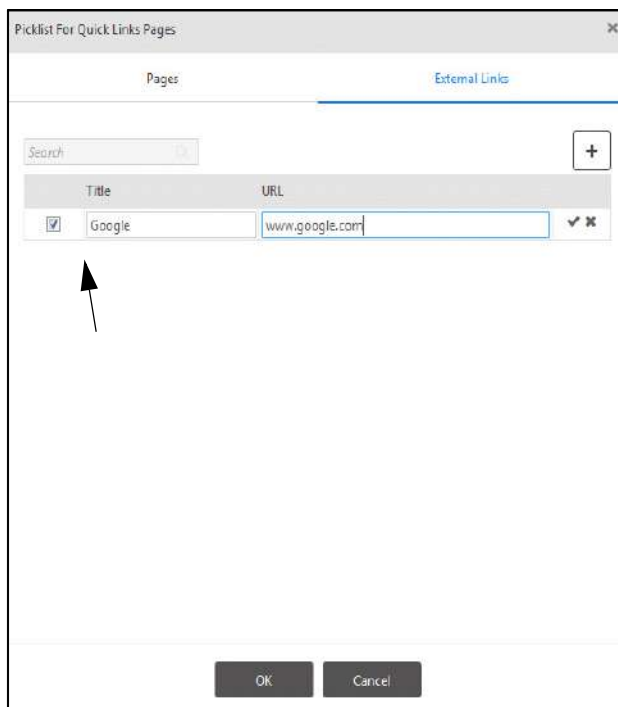 Picklist For Quick Links Pages
Pages External Links
Search
Title URL
Google www.google.com
OK Cancel